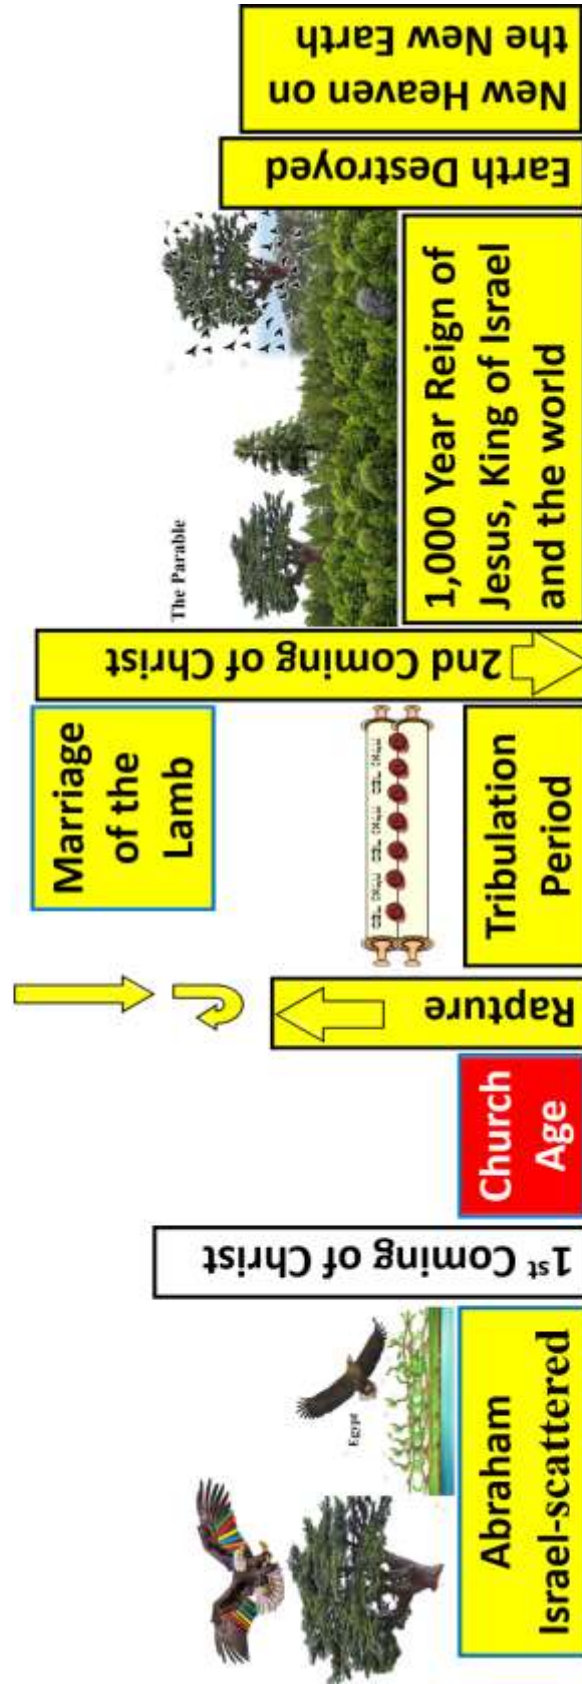 Abraham
Israel-scattered
Egypt
1st Coming of Christ
Church
Age
Rapture
Tribulation
Period
Marriage
of the
Lamb
2nd Coming of Christ
The Parable
1,000 Year Reign of
Jesus, King of Israel
and the world
Earth Destroyed
New Heaven on
the New Earth